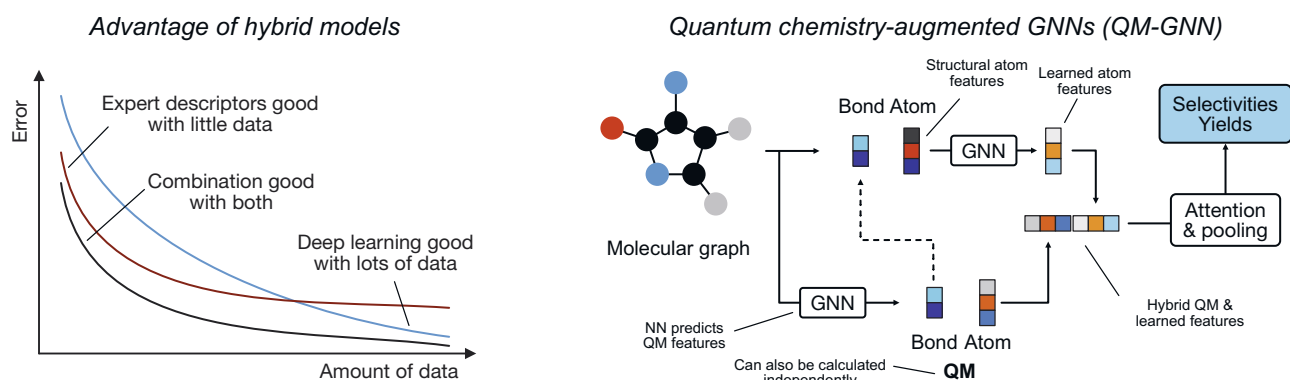 Advantage of hybrid models
Error
Expert descriptors good
with little data
Combination good
with both
Deep learning good
with lots of data
Amount of data
Quantum chemistry-augmented GNNs (QM-GNN)
Structural atom
features
Learned atom
features
Bond Atom
GNN
Selectivities
Yields
Attention
& pooling
Molecular graph
GNN
NN predicts
QM features
Bond Atom
QM
Hybrid QM &
learned features
Can also be calculated
independently